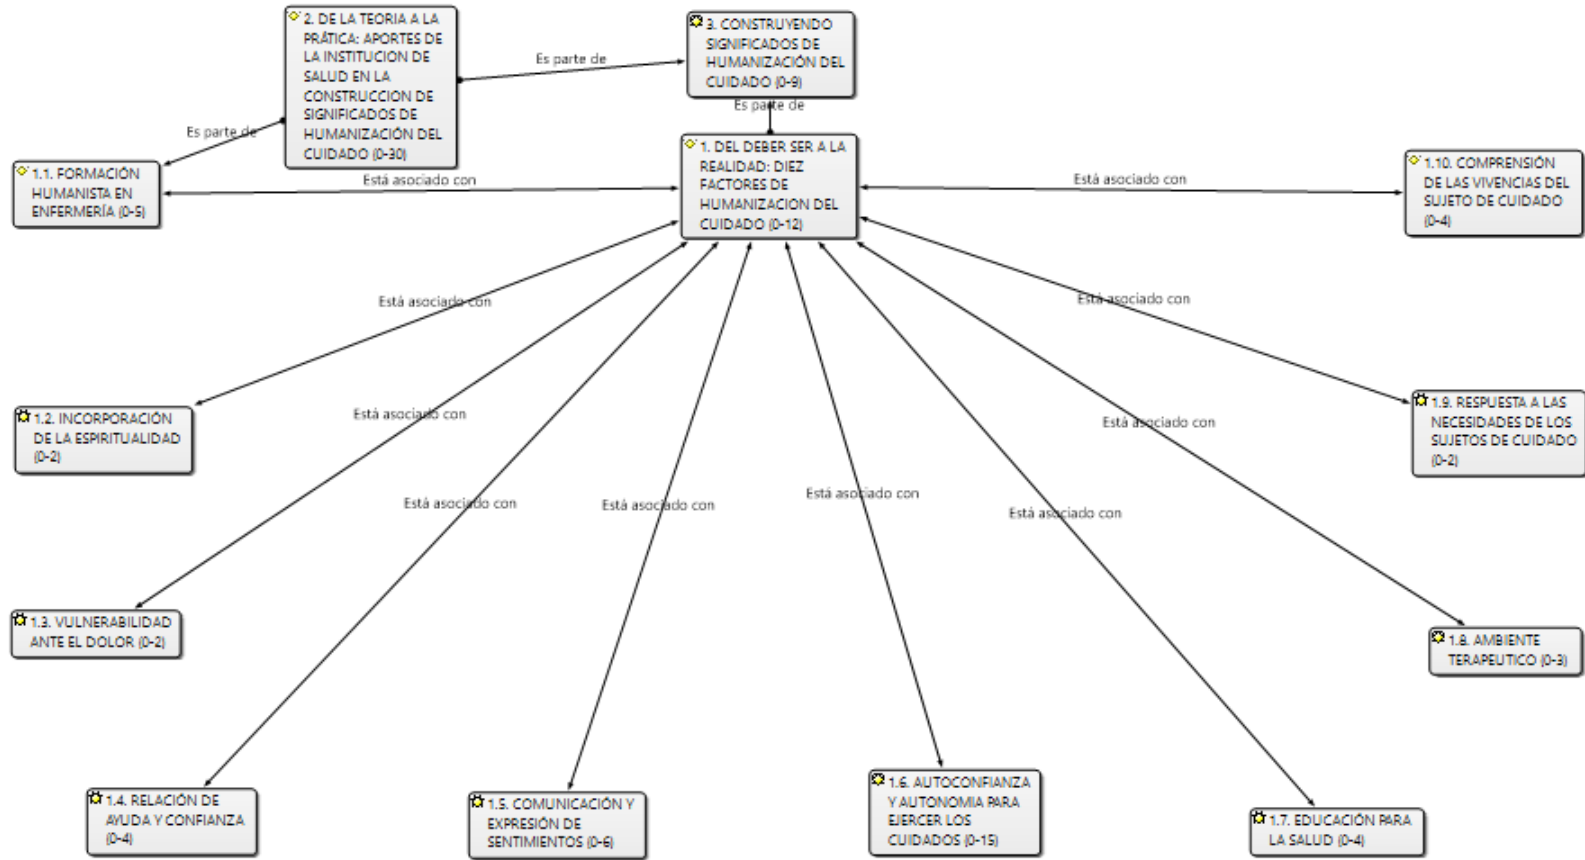 2. DE LA TEORIA A LA
PRÁTICA: APORTES DE
LA INSTITUCION DE
SALUD EN LA
CONSTRUCCION DE
SIGNIFICADOS DE
HUMANIZACIÓN DEL
CUIDADO (0-30)
Es parte de
3. CONSTRUYENDO
SIGNIFICADOS DE
HUMANIZACIÓN DEL
CUIDADO (0-9)
Es parte de
Es parte de
1.1. FORMACIÓN
HUMANISTA EN
ENFERMERÍA (0-5)
Está asociado con
1. DEL DEBER SER A LA
REALIDAD: DIEZ
FACTORES DE
HUMANIZACION DEL
CUIDADO (0-12)
Está asociado con
1.10. COMPRENSIÓN
DE LAS VIVENCIAS DEL
SUJETO DE CUIDADO
(0-4)
Está asociado con
Está asociado con
1.2. INCORPORACIÓN
DE LA ESPIRITUALIDAD
(0-2)
Está asociado con
Está asociado con
1.9. RESPUESTA A LAS
NECESIDADES DE LOS
SUJETOS DE CUIDADO
(0-2)
Está asociado con
Está asociado con
Está asociado con
Está asociado con
1.3. VULNERABILIDAD
ANTE EL DOLOR (0-2)
1.8. AMBIENTE
TERAPEUTICO (0-3)
1.4. RELACIÓN DE
AYUDA Y CONFIANZA
(0-4)
1.5. COMUNICACIÓN Y
EXPRESIÓN DE
SENTIMIENTOS (0-6)
1.6. AUTOCONFIANZA
Y AUTONOMIA PARA
EJERCER LOS
CUIDADOS (0-15)
1.7. EDUCACIÓN PARA
LA SALUD (0-4)